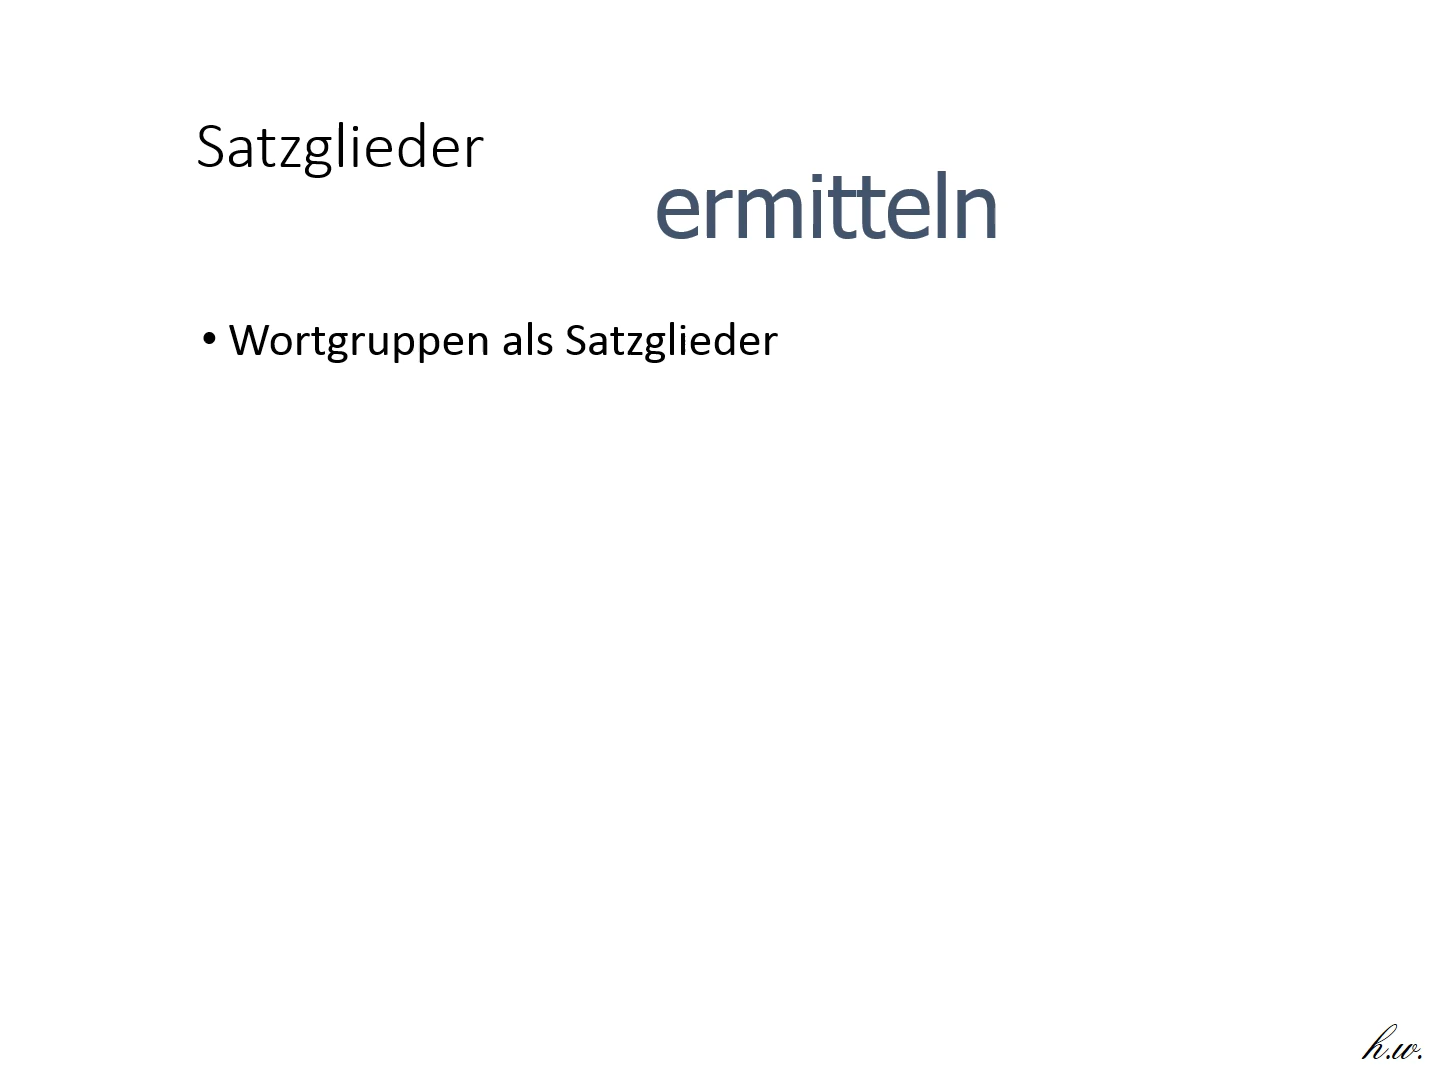 Satzglieder
ermitteln
• Wortgruppen als Satzglieder
h.w.